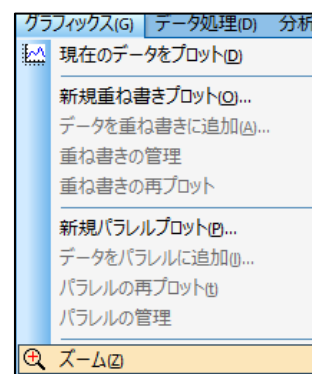 グラフィックス(G) データ処理(D) 分析
現在のデータをプロット(D)
新規重ね書きプロット(O)...
データを重ね書きに追加(A)...
重ね書きの管理
重ね書きの再プロット
新規パラレルプロット(P)...
データをパラレルに追加(I)...
パラレルの再プロット(t)
パラレルの管理
ズーム(Z)